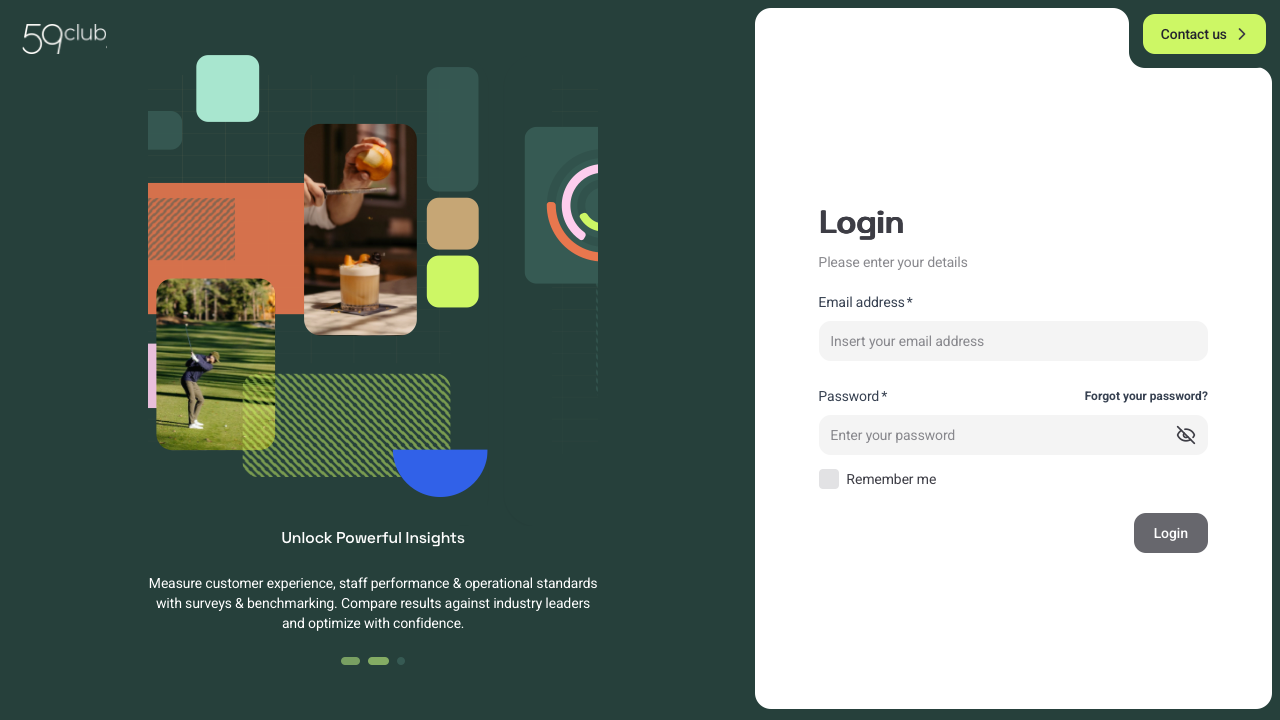 59club
Contact us
Login
Please enter your details
Email address *
Insert your email address
Password *
Forgot your password?
Enter your password
Remember me
Login
Unlock Powerful Insights
Measure customer experience, staff performance & operational standards
with surveys & benchmarking. Compare results against industry leaders
and optimize with confidence.